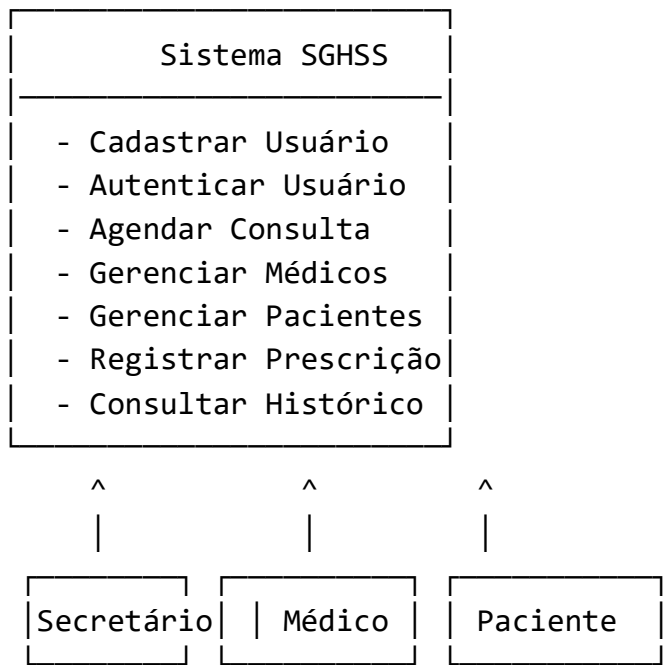 Sistema SGHSS
- Cadastrar Usuário
- Autenticar Usuário
- Agendar Consulta
- Gerenciar Médicos
- Gerenciar Pacientes
- Registrar Prescrição
- Consultar Histórico
^ ^ ^
Secretário Médico Paciente